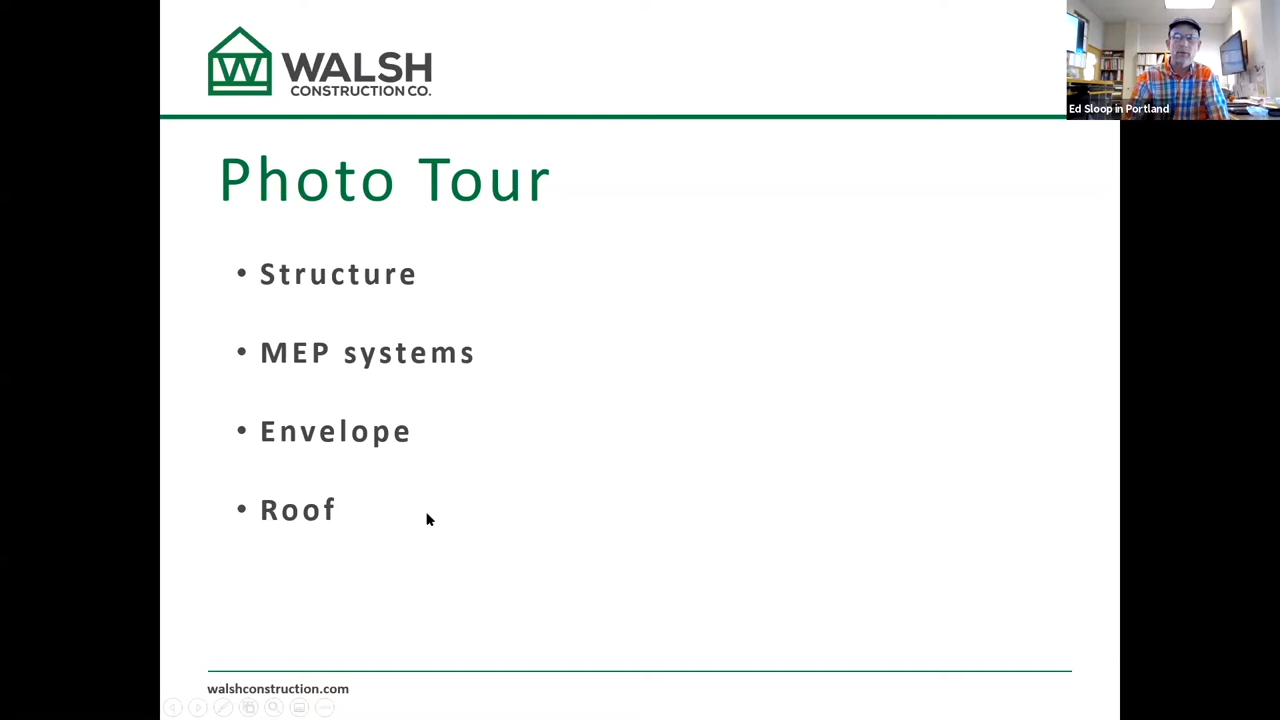 WALSH
CONSTRUCTION CO.
Ed Sloop in Portland
Photo Tour
• Structure
• MEP systems
• Envelope
• Roof
walshconstruction.com